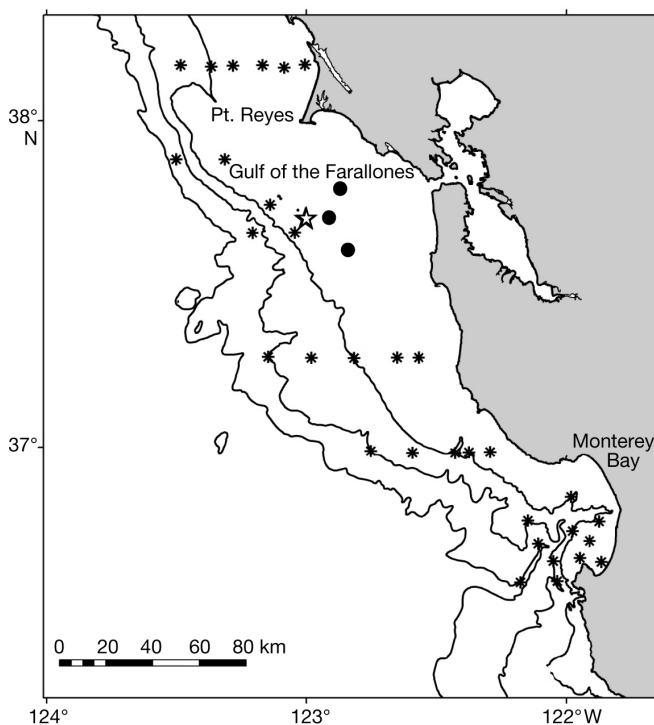 38°
N
Pt. Reyes
Gulf of the Farallones
37°
Monterey
Bay
0 20 40 60 80 km
124° 123° 122°W